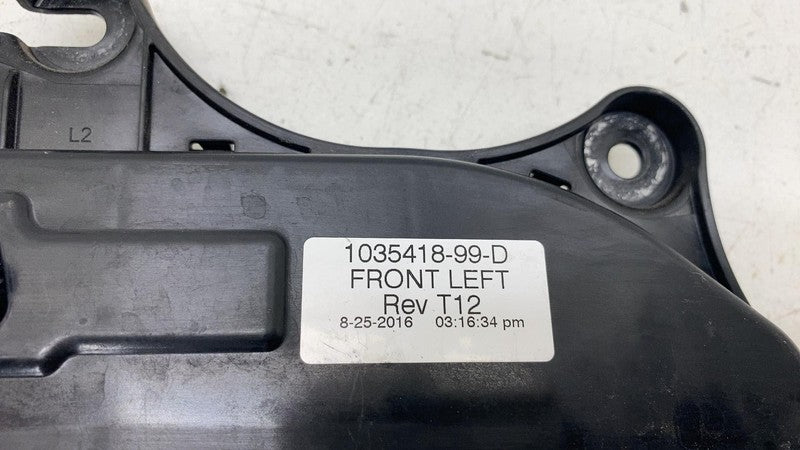 L2
1035418-99-D
FRONT LEFT
Rev T12
8-25-2016 03:16:34 pm